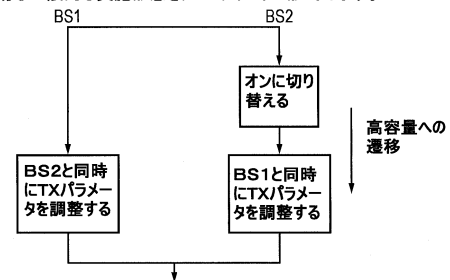 BS1
BS2
オンに切り
替える
高容量への
遷移
BS2と同時
にTXパラメー
タを調整する
BS1と同時
にTXパラメー
タを調整する